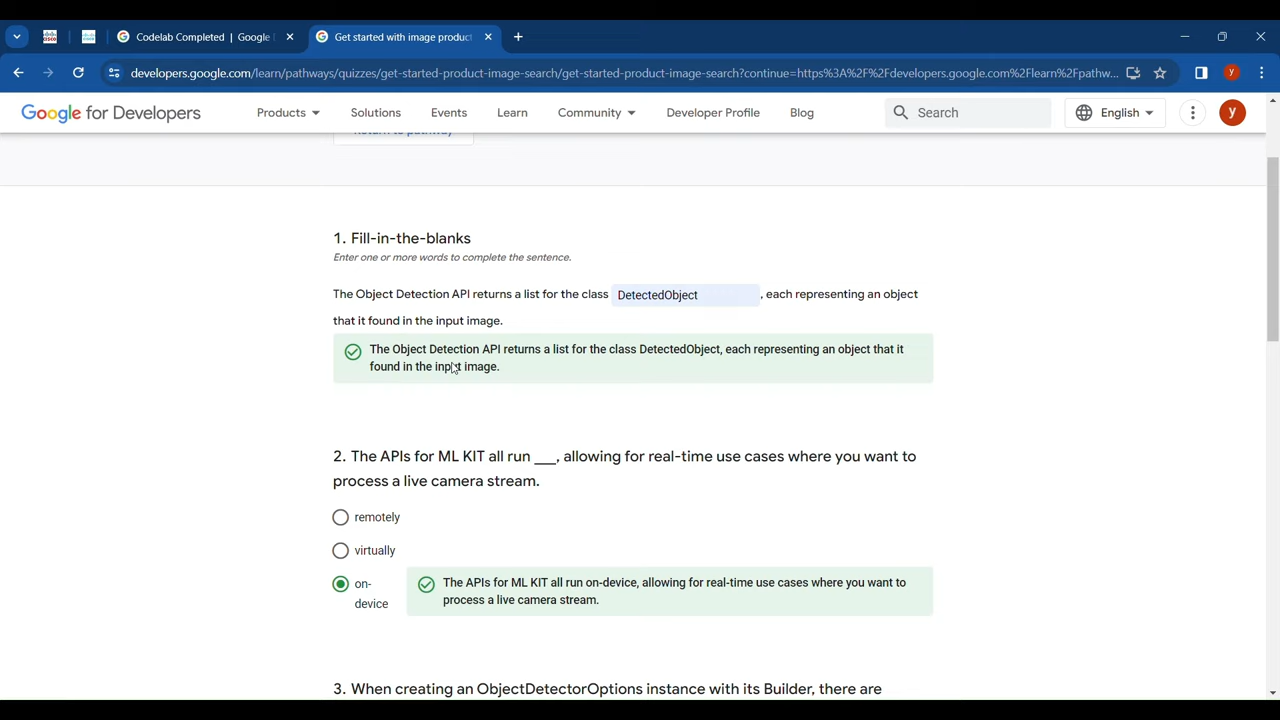 Codelab Completed | Google
Get started with image produc
developers.google.com/learn/pathways/quizzes/get-started-product-image-search/get-started-product-image-search?continue=https%3A%2F%2Fdevelopers.google.com%2Flearn%2Fpathw...
y
Google for Developers
Products
Solutions
Events
Learn
Community
Developer Profile
Blog
Search
English
y
Return to pathway
1. Fill-in-the-blanks
Enter one or more words to complete the sentence.
The Object Detection API returns a list for the class DetectedObject , each representing an object
that it found in the input image.
The Object Detection API returns a list for the class DetectedObject, each representing an object that it
found in the input image.
2. The APIs for ML KIT all run ___, allowing for real-time use cases where you want to
process a live camera stream.
remotely
virtually
on-
device
The APIs for ML KIT all run on-device, allowing for real-time use cases where you want to
process a live camera stream.
3. When creating an ObjectDetectorOptions instance with its Builder, there are